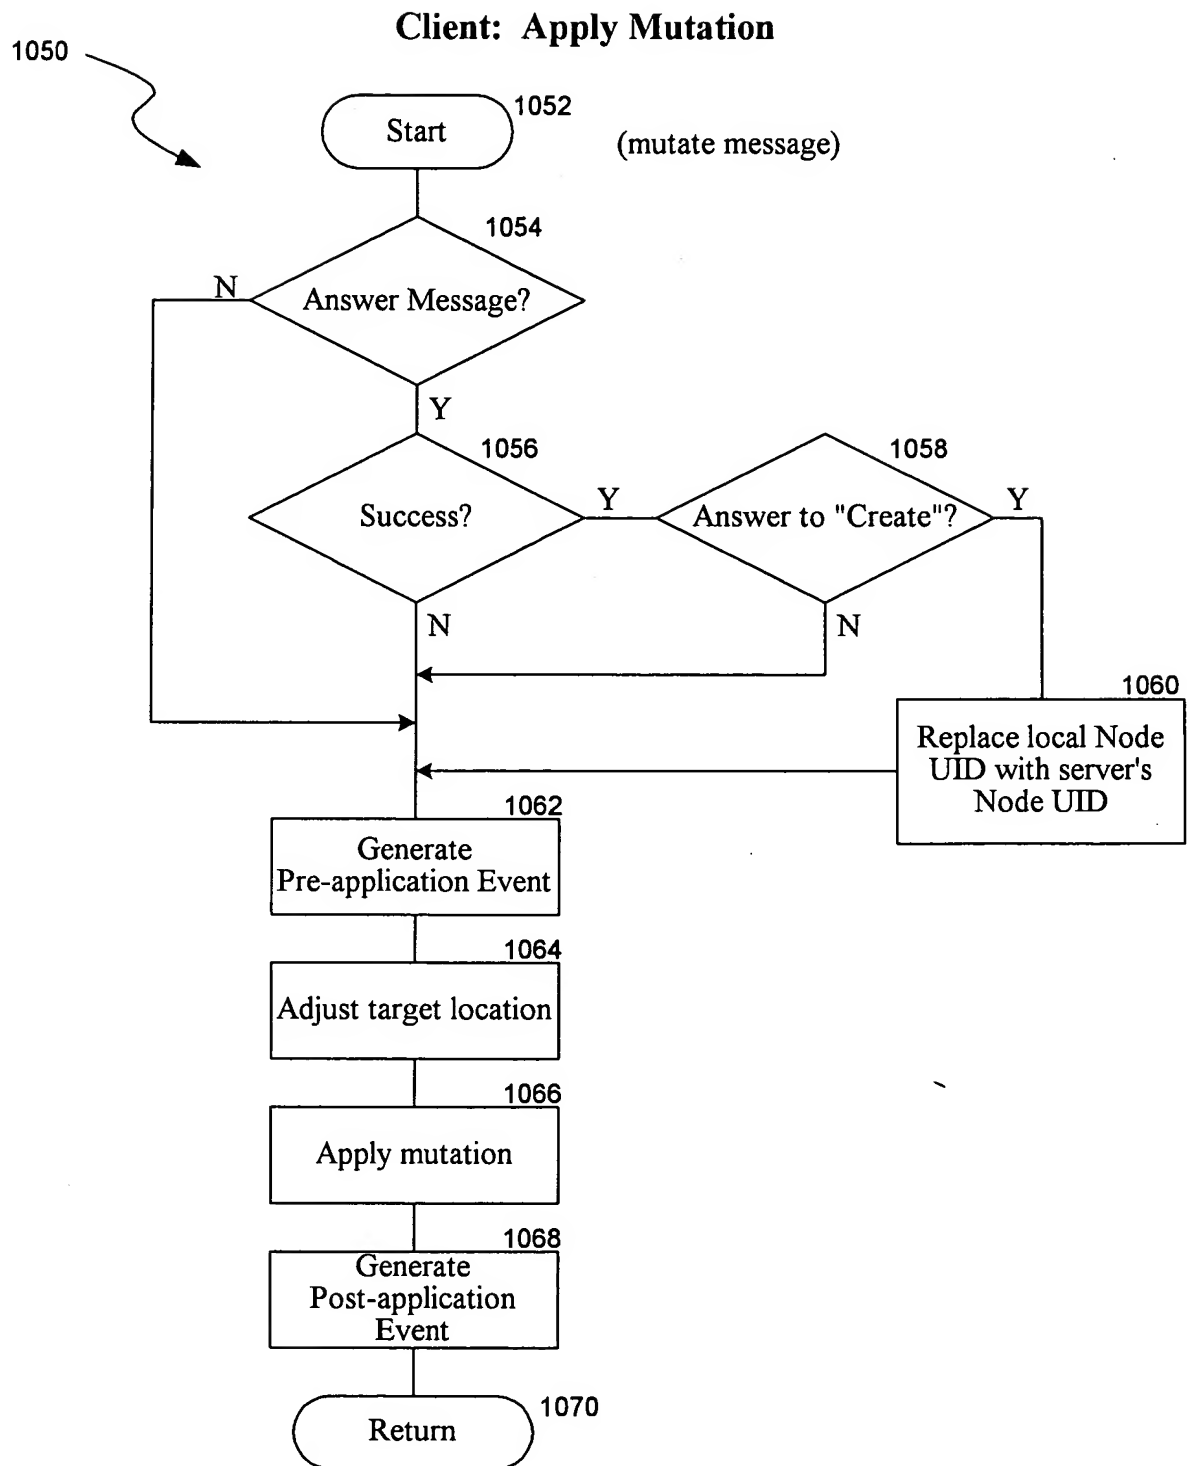 Client: Apply Mutation
1050
1052
Start
(mutate message)
1054
N
Answer Message?
Y
1056
1058
Success?
Y
Answer to "Create"?
Y
N
N
1060
Replace local Node
UID with server's
Node UID
1062
Generate
Pre-application Event
1064
Adjust target location
1066
Apply mutation
1068
Generate
Post-application
Event
1070
Return